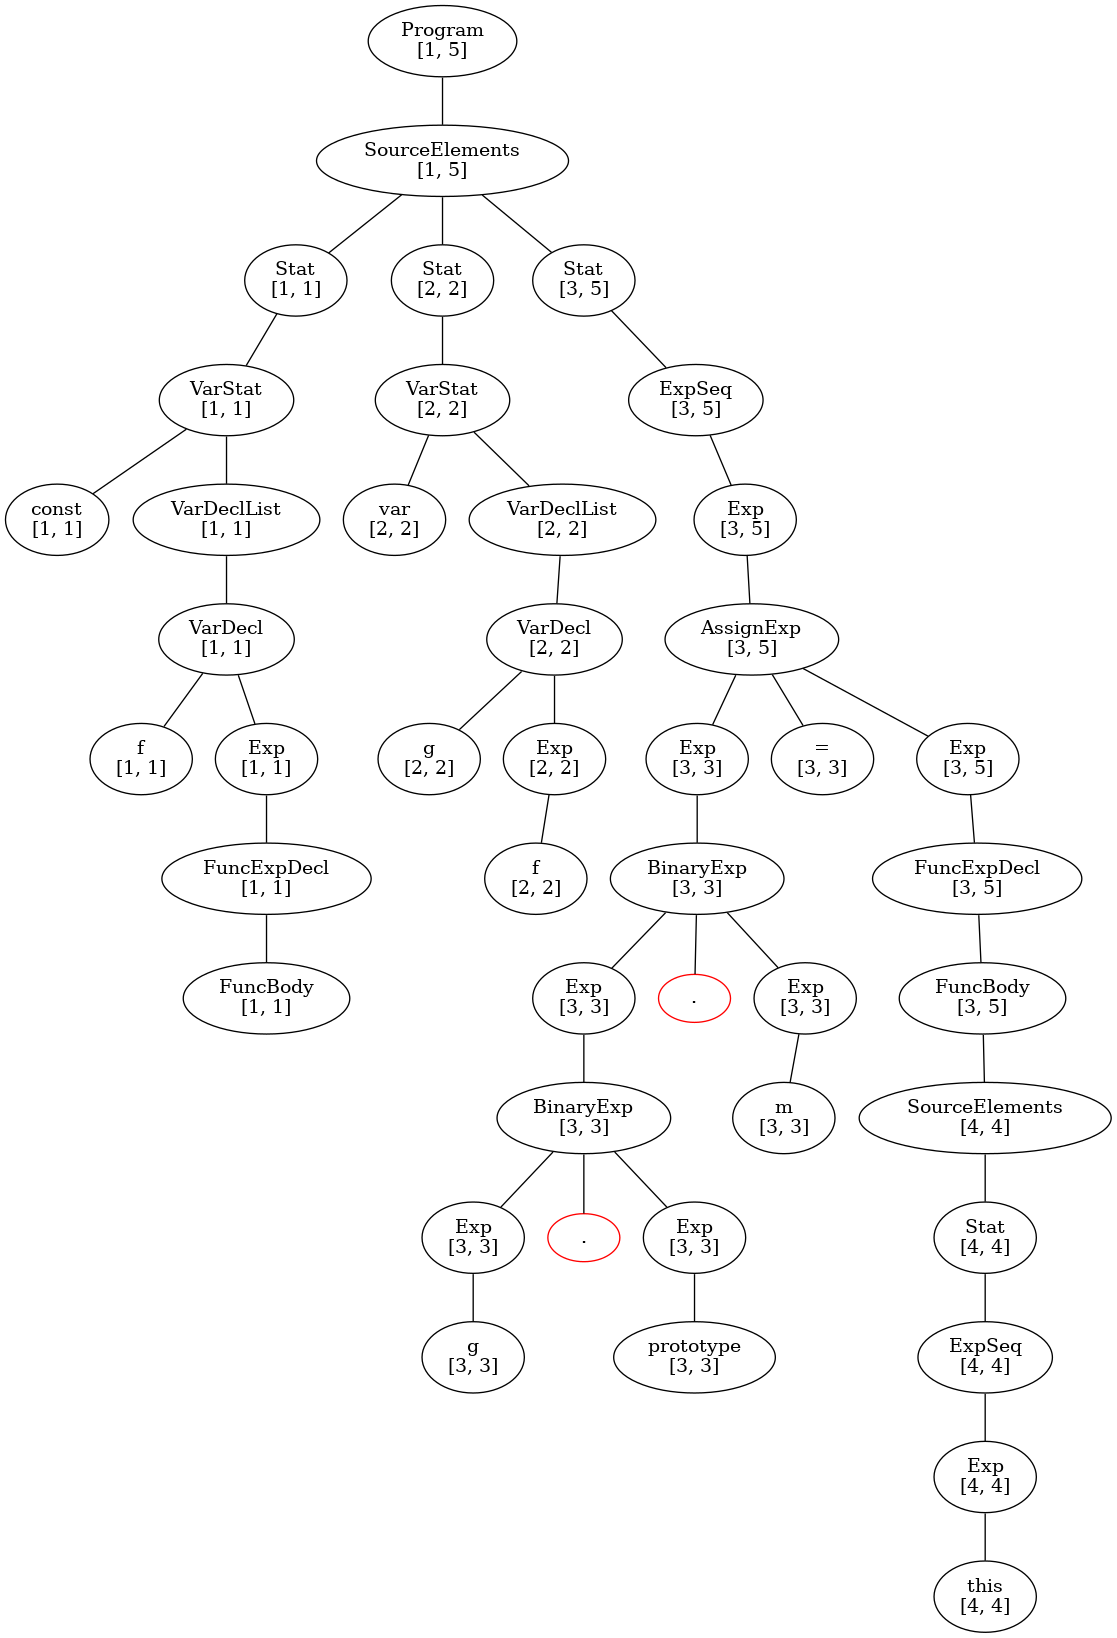 Program
[1, 5]
SourceElements
[1, 5]
Stat
[1, 1]
Stat
[2, 2]
Stat
[3, 5]
VarStat
[1, 1]
VarStat
[2, 2]
ExpSeq
[3, 5]
const
[1, 1]
VarDeclList
[1, 1]
var
[2, 2]
VarDeclList
[2, 2]
Exp
[3, 5]
VarDecl
[1, 1]
VarDecl
[2, 2]
AssignExp
[3, 5]
f
[1, 1]
Exp
[1, 1]
g
[2, 2]
Exp
[2, 2]
Exp
[3, 3]
=
[3, 3]
Exp
[3, 5]
FuncExpDecl
[1, 1]
f
[2, 2]
BinaryExp
[3, 3]
FuncExpDecl
[3, 5]
FuncBody
[1, 1]
Exp
[3, 3]
.
Exp
[3, 3]
FuncBody
[3, 5]
BinaryExp
[3, 3]
m
[3, 3]
SourceElements
[4, 4]
Exp
[3, 3]
.
Exp
[3, 3]
Stat
[4, 4]
g
[3, 3]
prototype
[3, 3]
ExpSeq
[4, 4]
Exp
[4, 4]
this
[4, 4]